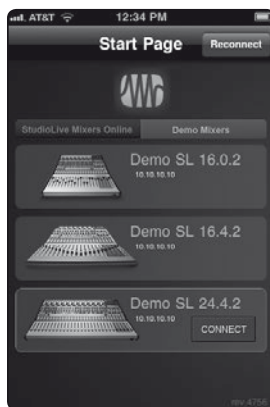 AT&T 12:34 PM
Start Page Reconnect
StudioLive Mixers Online Demo Mixers
Demo SL 16.0.2
10.10.10.10
Demo SL 16.4.2
10.10.10.10
Demo SL 24.4.2
10.10.10.10
CONNECT
rev.4756